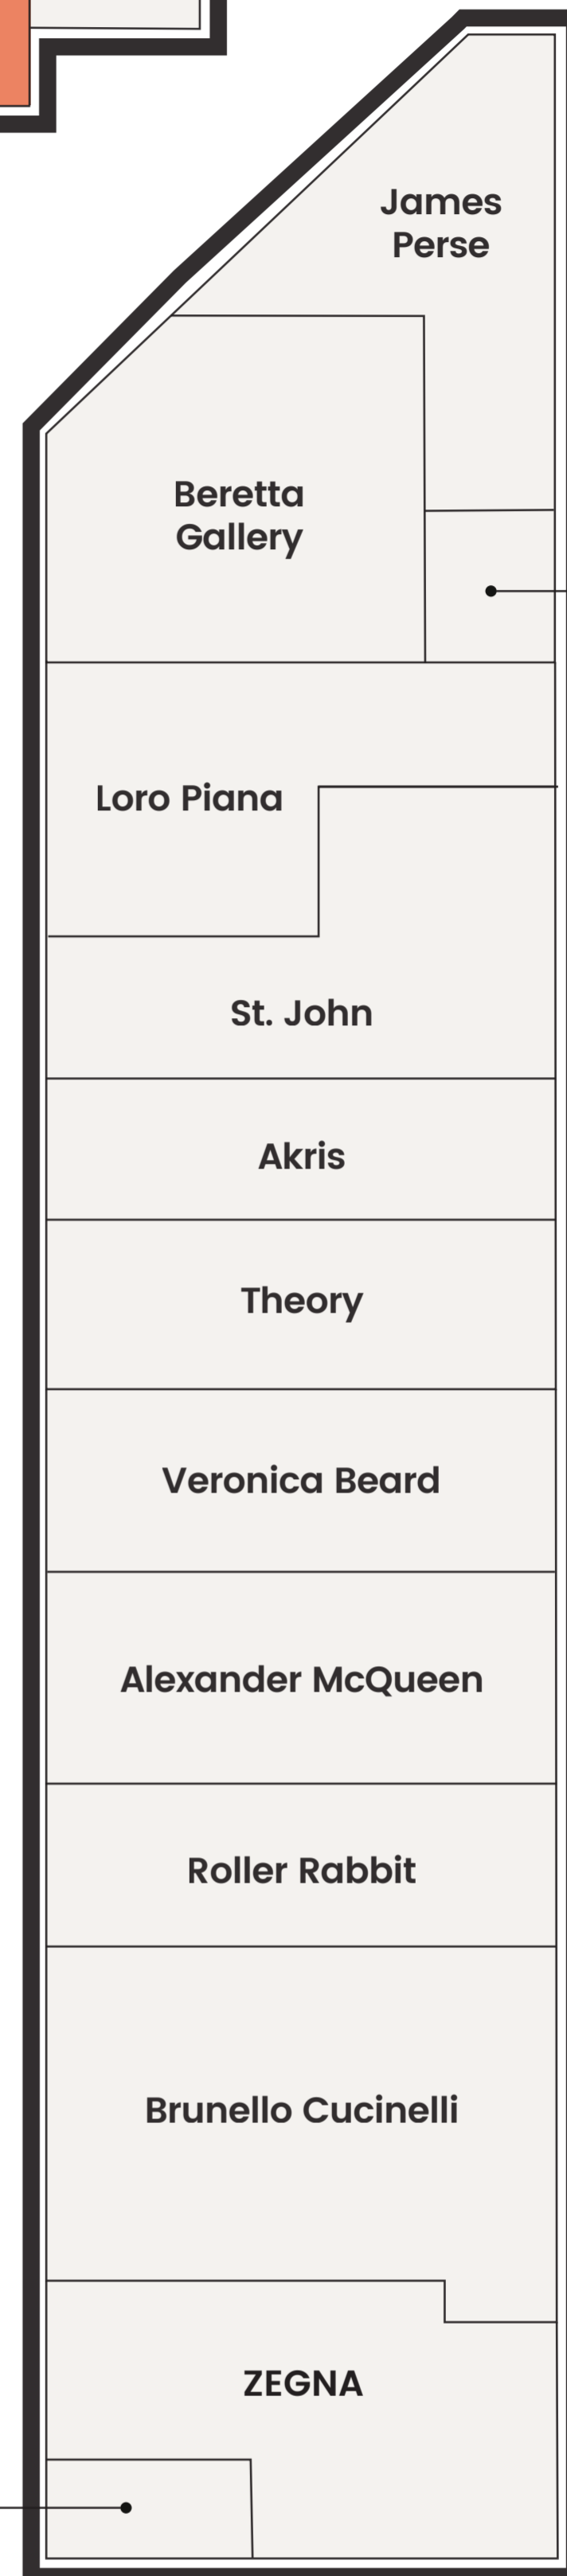 James
Perse
Beretta
Gallery
Loro Piana
St. John
Akris
Theory
Veronica Beard
Alexander McQueen
Roller Rabbit
Brunello Cucinelli
ZEGNA